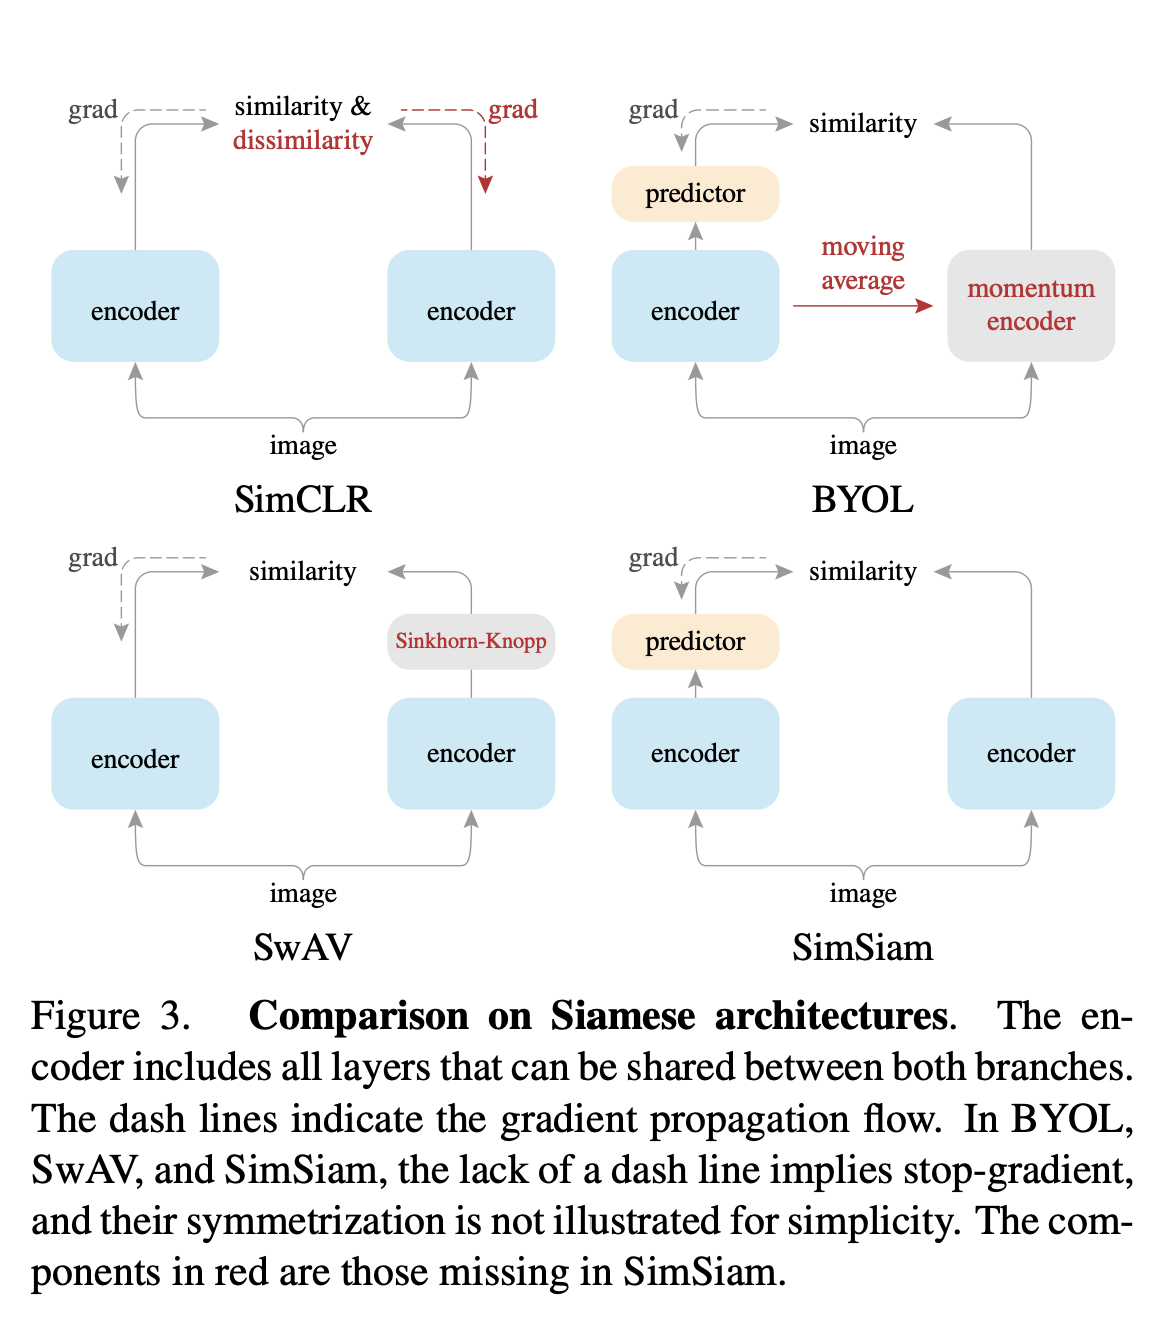 grad
similarity &
dissimilarity
grad
encoder
encoder
image
SimCLR
grad
similarity
predictor
encoder
moving
average
momentum
encoder
image
BYOL
grad
similarity
Sinkhorn-Knopp
encoder
encoder
image
SwAV
grad
similarity
predictor
encoder
encoder
image
SimSiam
Figure 3. Comparison on Siamese architectures. The en-
coder includes all layers that can be shared between both branches.
The dash lines indicate the gradient propagation flow. In BYOL,
SwAV, and SimSiam, the lack of a dash line implies stop-gradient,
and their symmetrization is not illustrated for simplicity. The com-
ponents in red are those missing in SimSiam.